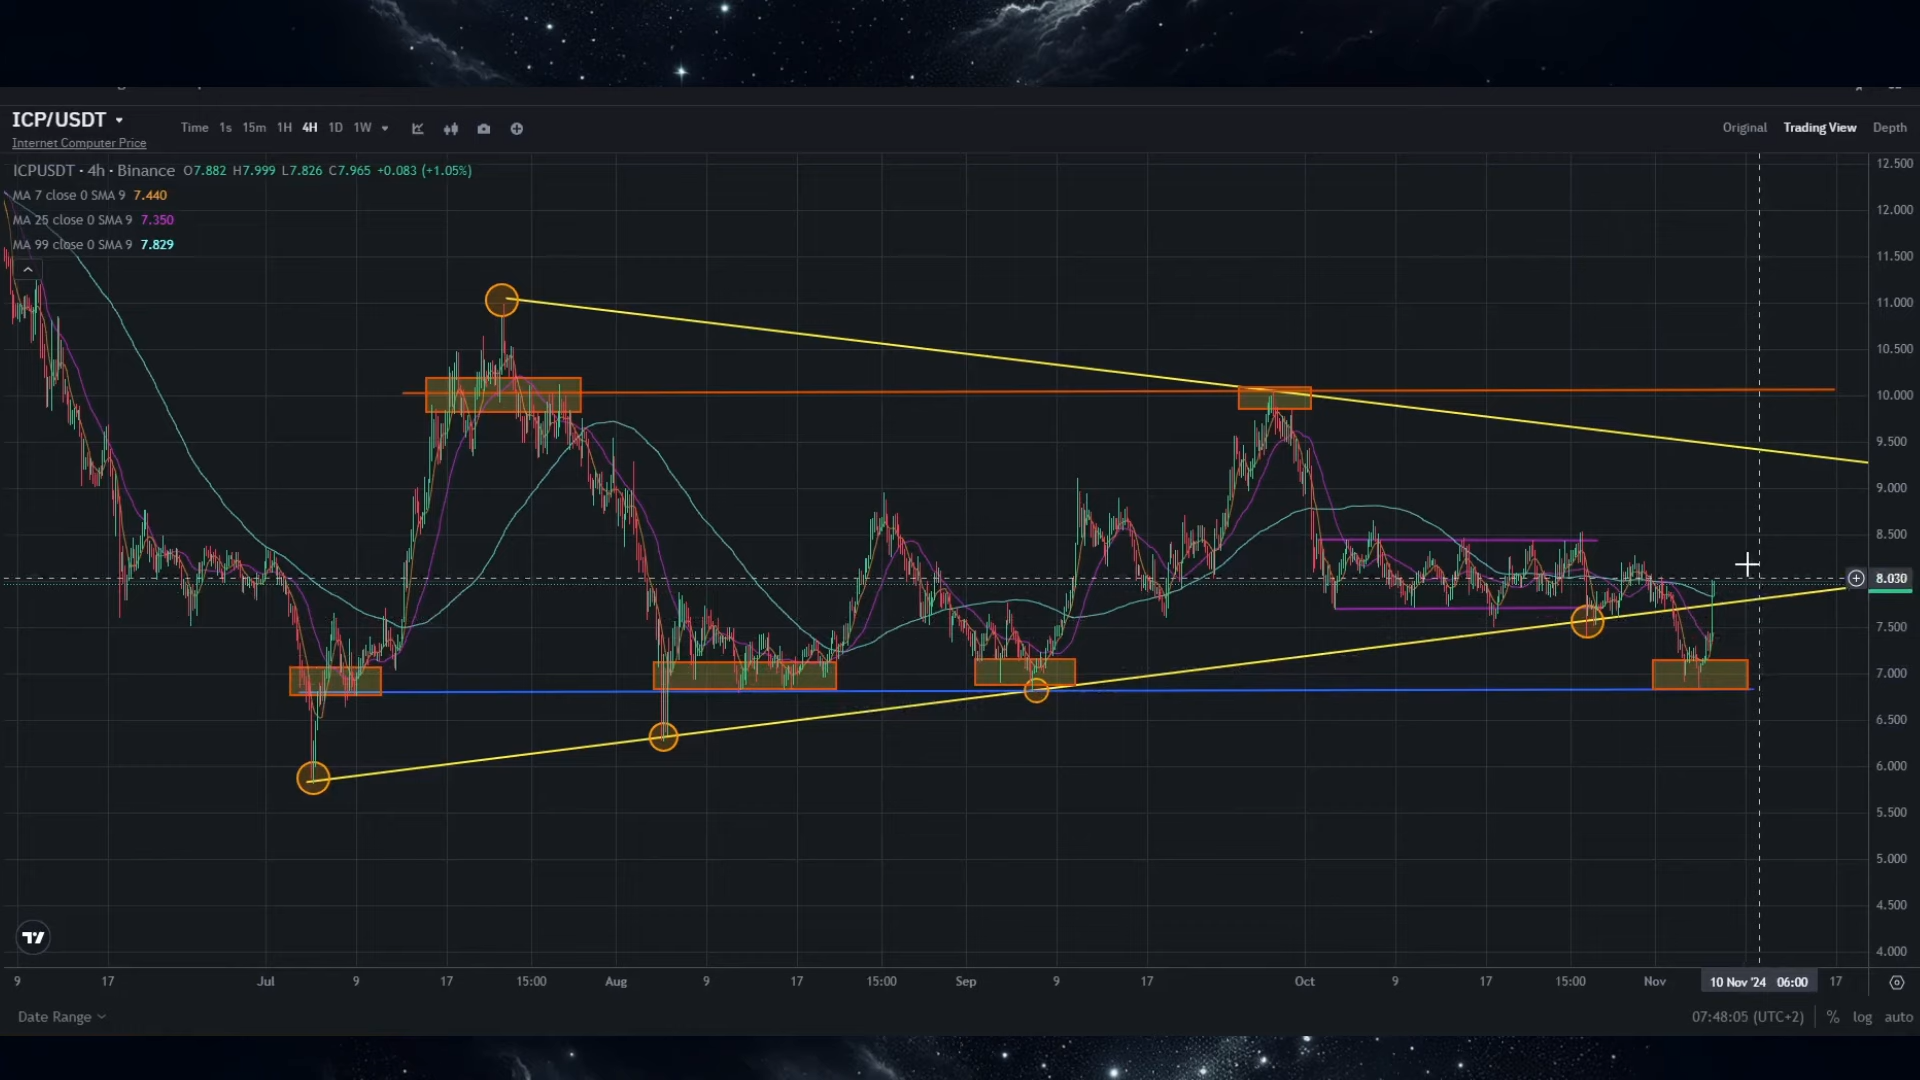 ICP/USDT
Time 1s 15m 1H 4H 1D 1W
Original Trading View Depth
Internet Computer Price
ICPUSDT · 4h · Binance O7.882 H7.999 L7.826 C7.965 +0.083 (+1.05%)
MA 7 close 0 SMA 9 7.440
MA 25 close 0 SMA 9 7.350
MA 99 close 0 SMA 9 7.829
12.500
12.000
11.500
11.000
10.500
10.000
9.500
9.000
8.500
8.030
7.500
7.000
6.500
6.000
5.500
5.000
4.500
4.000
9 17 Jul 9 17 15:00 Aug 9 17 15:00 Sep 9 17 Oct 9 17 15:00 Nov 10 Nov '24 06:00 17
Date Range
07:48:05 (UTC+2) % log auto